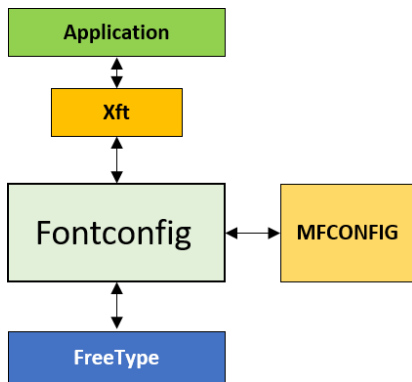 Application
Xft
Fontconfig
MFCONFIG
FreeType